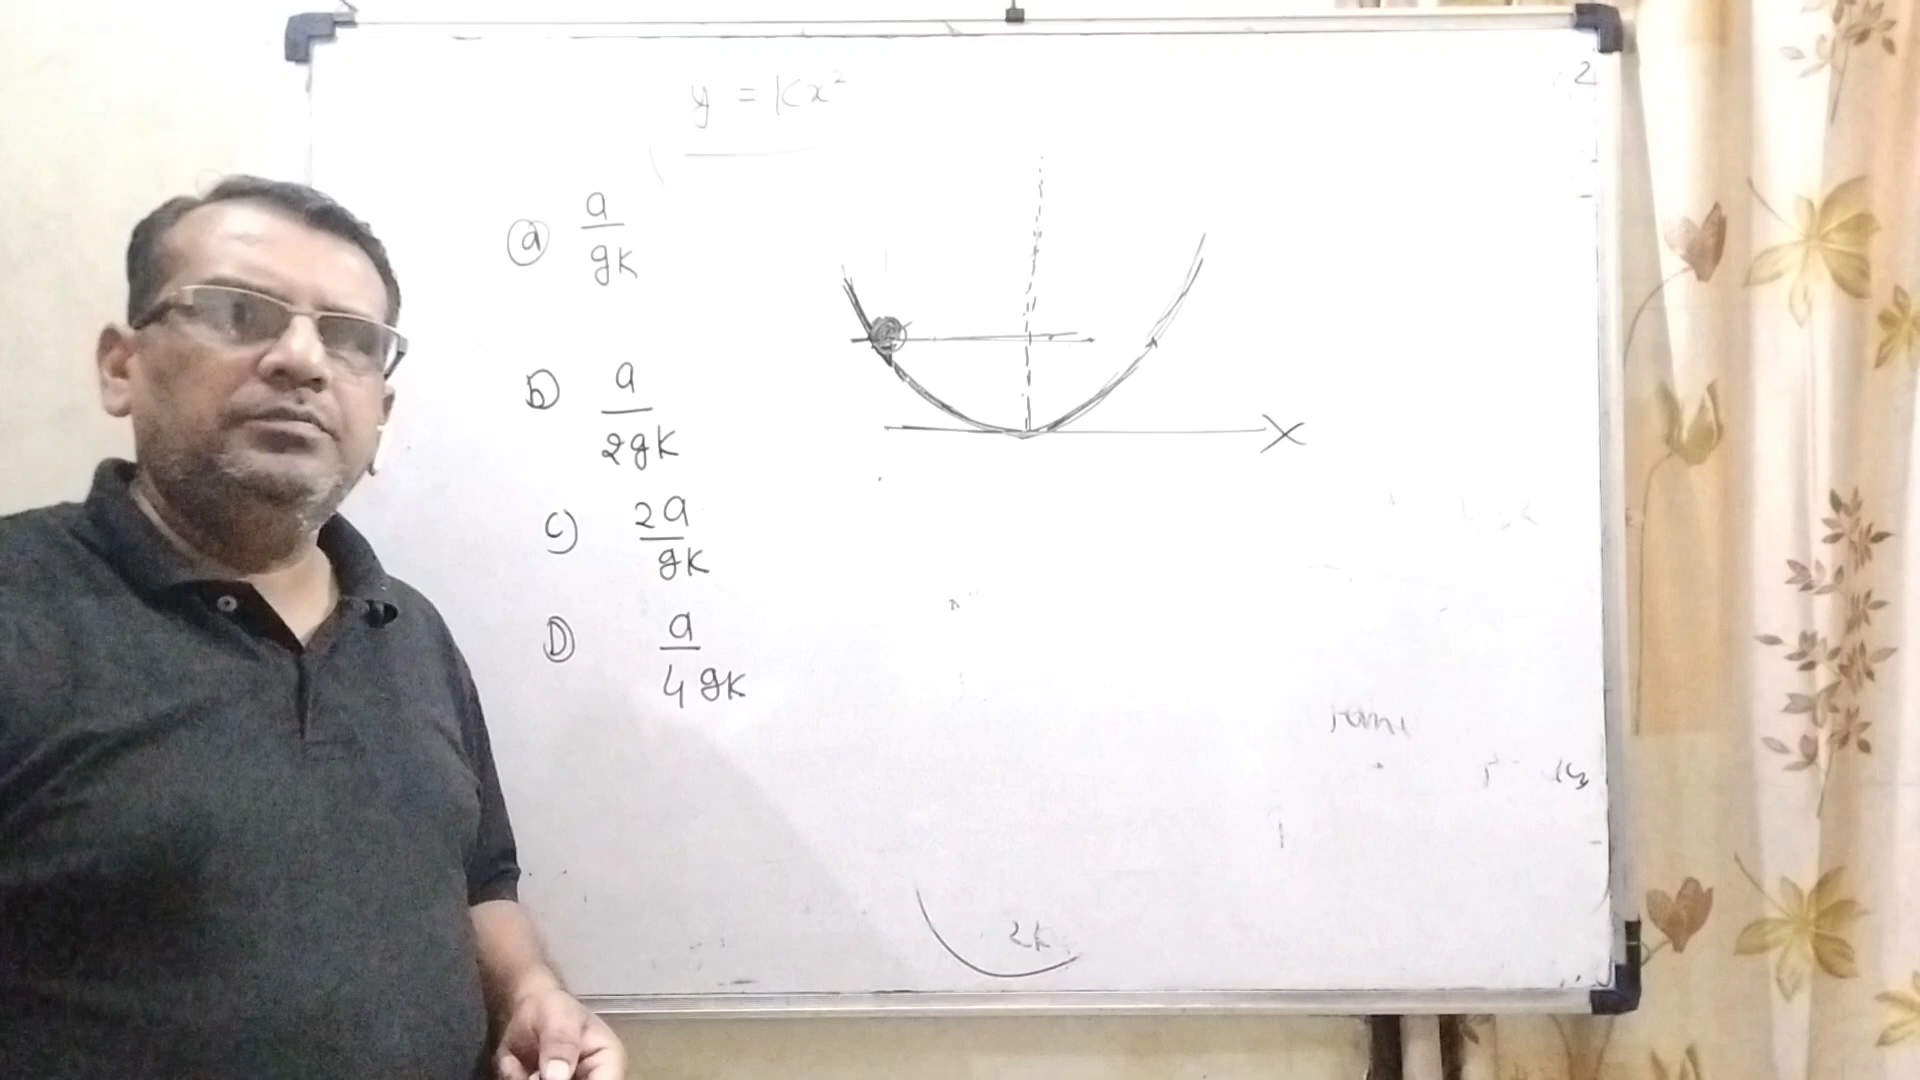 y = Kx²
2
a a
gK
b) a
2gK
X
c) 2a
gK
D) a
4gK
2k